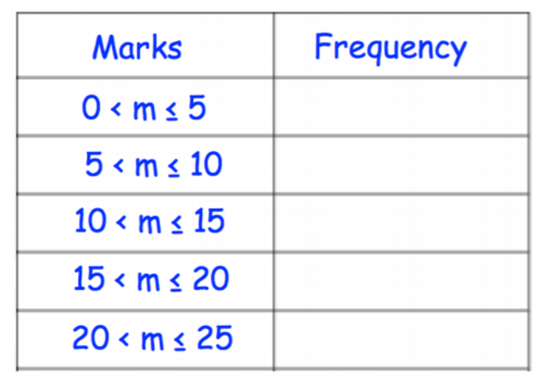 Marks Frequency
0 < m ≤ 5
5 < m ≤ 10
10 < m ≤ 15
15 < m ≤ 20
20 < m ≤ 25